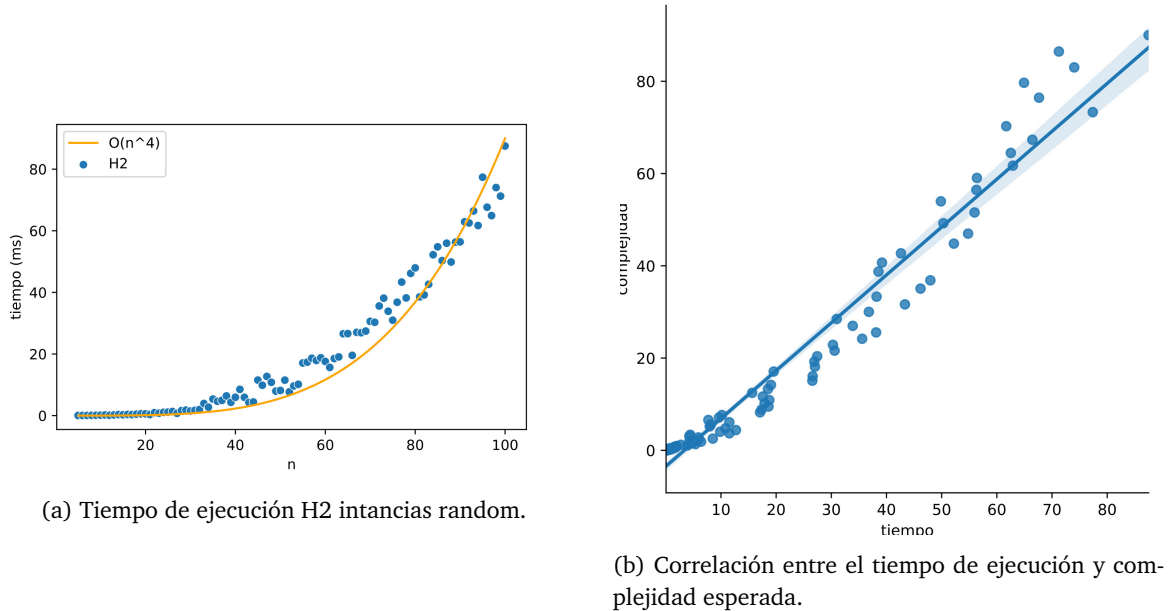 O(n^4)
H2
80
60
40
20
0
tiempo (ms)
20
40
60
80
100
n
(a) Tiempo de ejecución H2 intancias random.
80
60
40
20
0
complejidad
10
20
30
40
50
60
70
80
tiempo
(b) Correlación entre el tiempo de ejecución y com-
plejidad esperada.